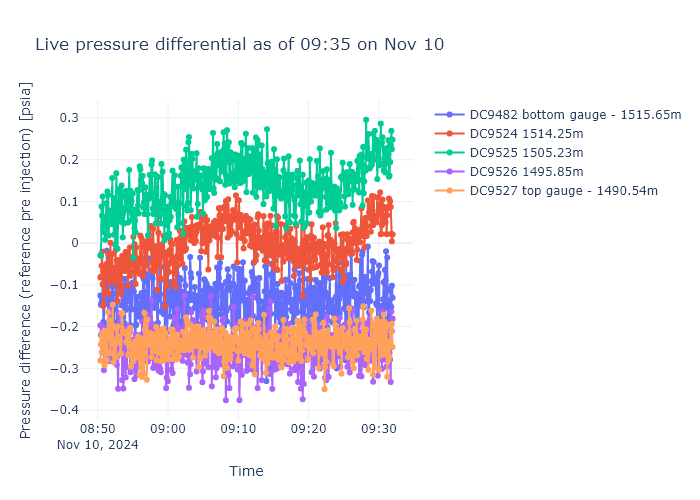 Live pressure differential as of 09:35 on Nov 10
Pressure difference (reference pre injection) [psia]
0.3
0.2
0.1
0
−0.1
−0.2
−0.3
−0.4
08:50
Nov 10, 2024
09:00
09:10
09:20
09:30
Time
DC9482 bottom gauge - 1515.65m
DC9524 1514.25m
DC9525 1505.23m
DC9526 1495.85m
DC9527 top gauge - 1490.54m